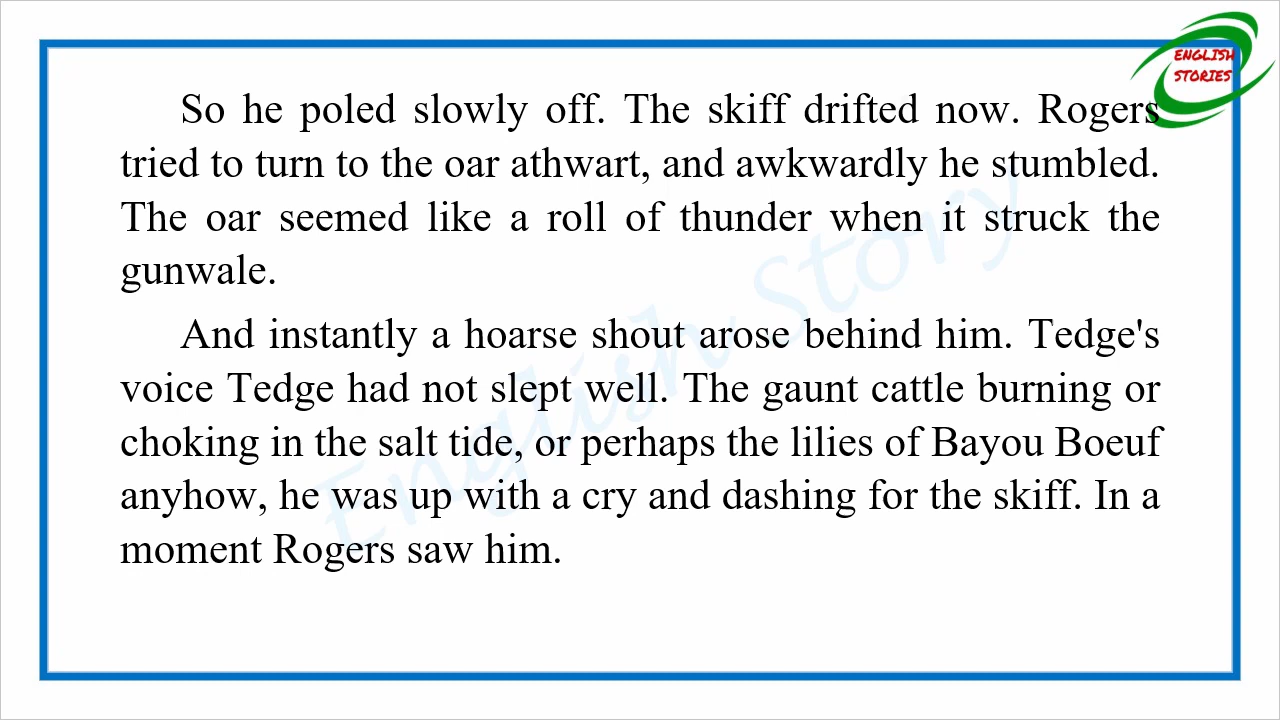 ENGLISH
STORIES
So he poled slowly off. The skiff drifted now. Rogers
tried to turn to the oar athwart, and awkwardly he stumbled.
The oar seemed like a roll of thunder when it struck the
gunwale.
And instantly a hoarse shout arose behind him. Tedge's
voice Tedge had not slept well. The gaunt cattle burning or
choking in the salt tide, or perhaps the lilies of Bayou Boeuf
anyhow, he was up with a cry and dashing for the skiff. In a
moment Rogers saw him.
English Story